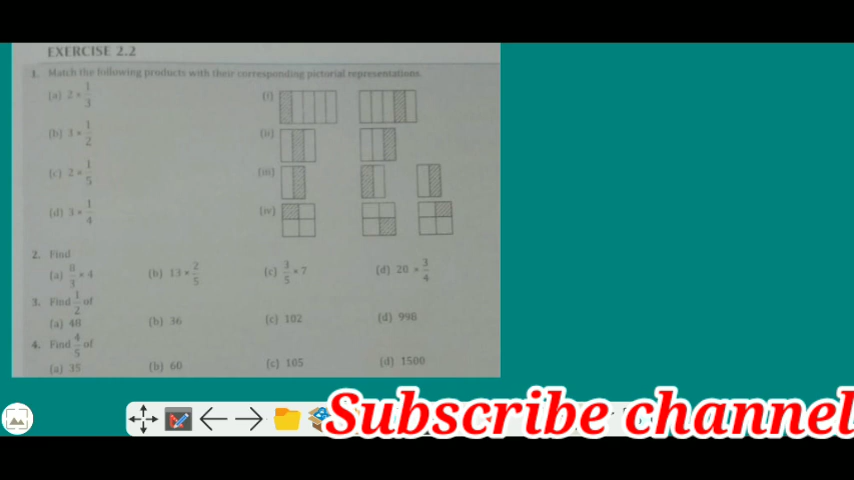 EXERCISE 2.2
1. Match the following products with their corresponding pictorial representations.
(a) 2 × 1/3 (i)
(b) 3 × 1/2 (ii)
(c) 2 × 1/5 (iii)
(d) 3 × 1/4 (iv)
2. Find
(a) 8/3 × 4 (b) 13 × 2/5 (c) 3/5 × 7 (d) 20 × 3/4
3. Find 1/2 of
(a) 48 (b) 36 (c) 102 (d) 998
4. Find 4/5 of
(a) 35 (b) 60 (c) 105 (d) 1500
Subscribe channel